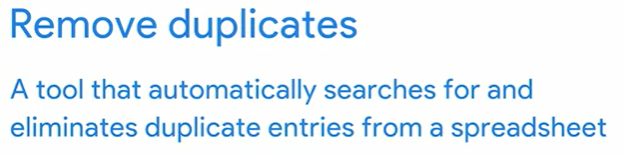 Remove duplicates
A tool that automatically searches for and
eliminates duplicate entries from a spreadsheet